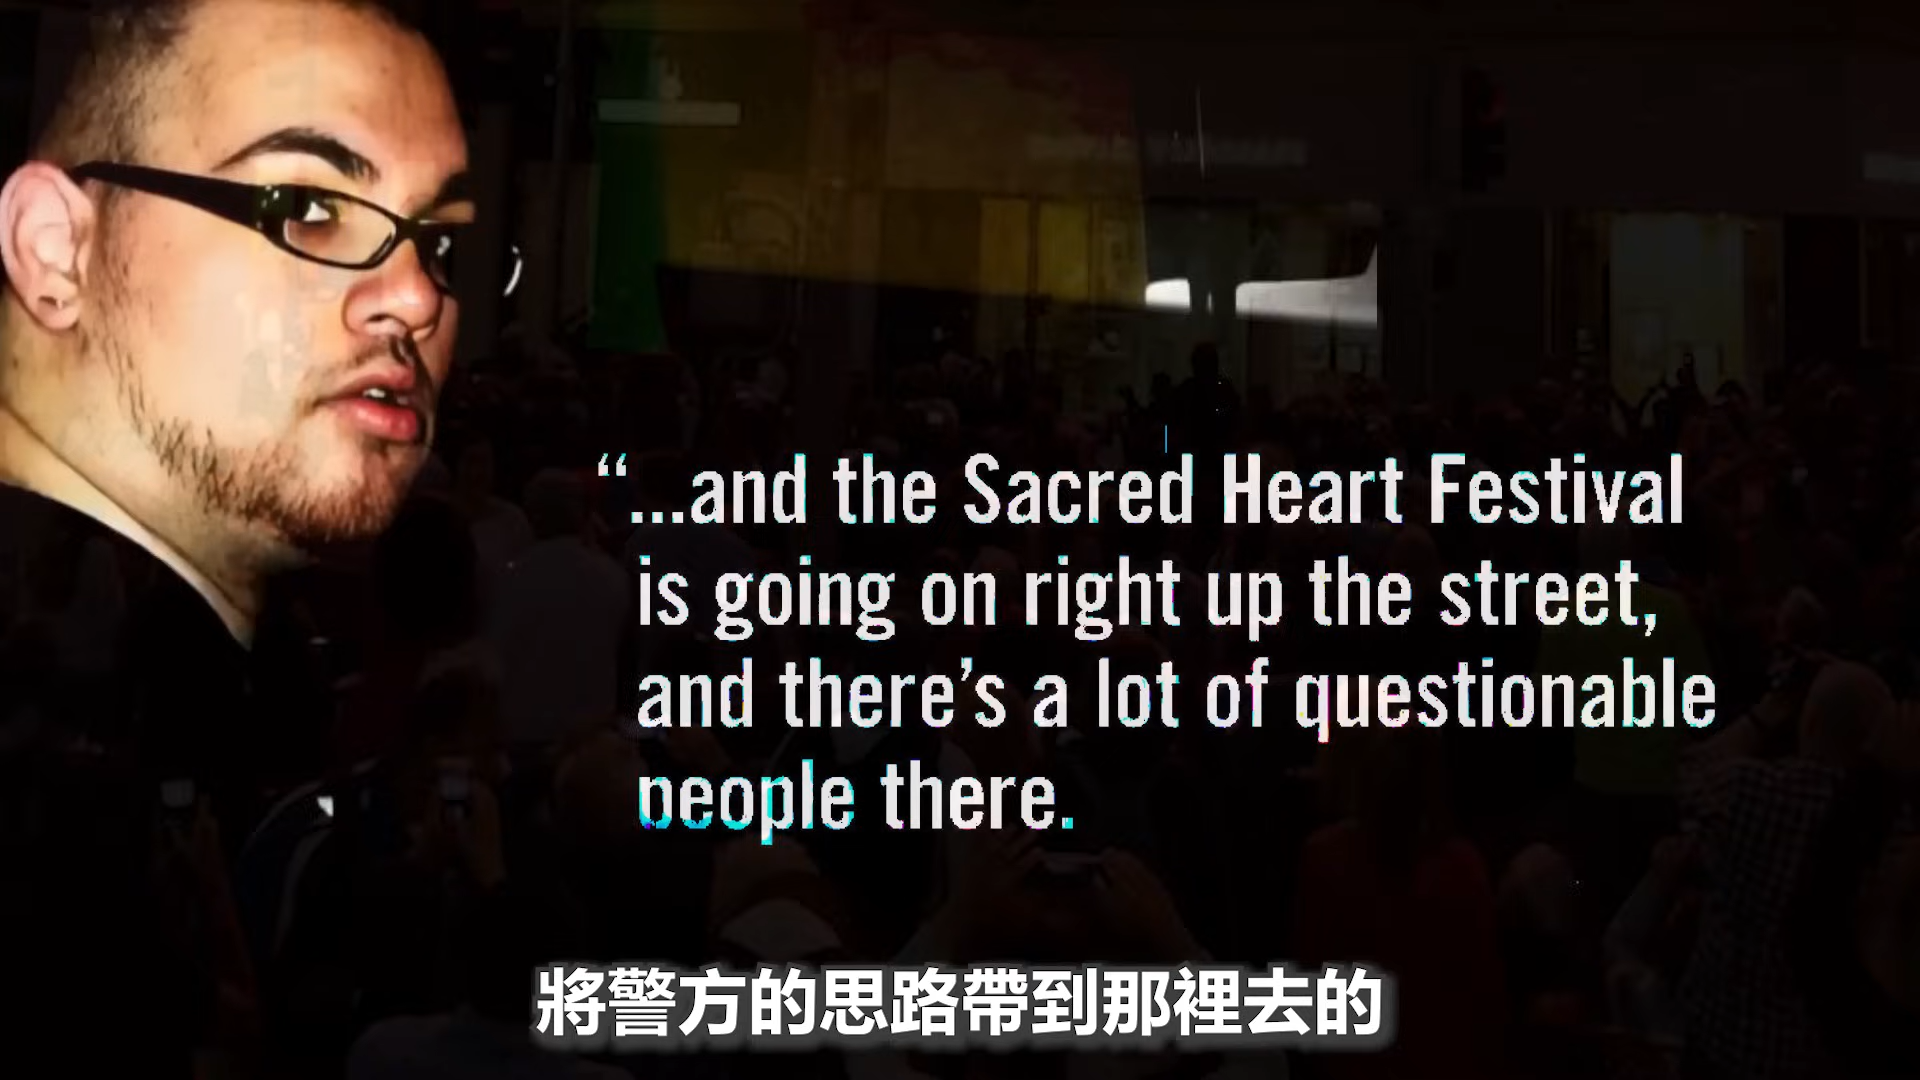 “...and the Sacred Heart Festival
is going on right up the street,
and there’s a lot of questionable
people there.
將警方的思路帶到那裡去的